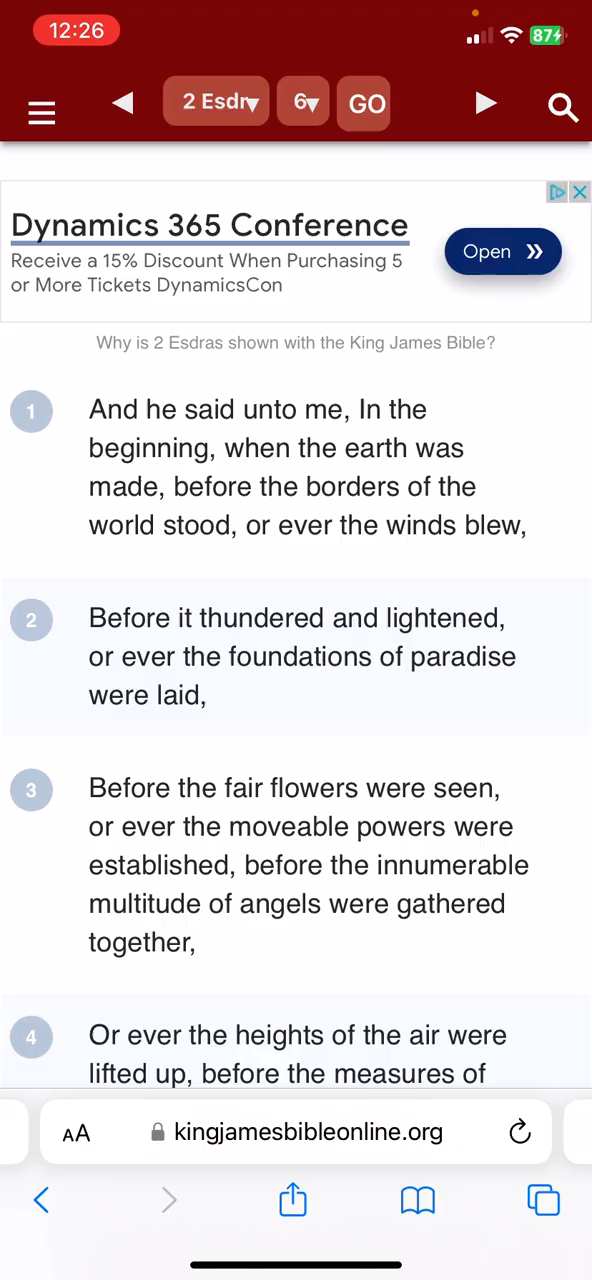 12:26
87
2 Esdr 6 GO
Dynamics 365 Conference
Receive a 15% Discount When Purchasing 5
or More Tickets DynamicsCon
Open
Why is 2 Esdras shown with the King James Bible?
1
And he said unto me, In the
beginning, when the earth was
made, before the borders of the
world stood, or ever the winds blew,
2
Before it thundered and lightened,
or ever the foundations of paradise
were laid,
3
Before the fair flowers were seen,
or ever the moveable powers were
established, before the innumerable
multitude of angels were gathered
together,
4
Or ever the heights of the air were
lifted up, before the measures of
AA kingjamesbibleonline.org